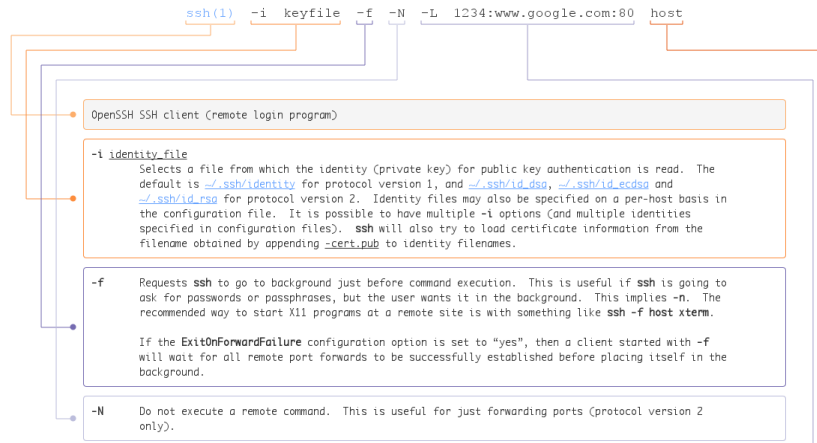 ssh(1) -i keyfile -f -N -L 1234:www.google.com:80 host
OpenSSH SSH client (remote login program)
-i identity_file
Selects a file from which the identity (private key) for public key authentication is read. The
default is ~/.ssh/identity for protocol version 1, and ~/.ssh/id_dsa, ~/.ssh/id_ecdsa and
~/.ssh/id_rsa for protocol version 2. Identity files may also be specified on a per-host basis in
the configuration file. It is possible to have multiple -i options (and multiple identities
specified in configuration files). ssh will also try to load certificate information from the
filename obtained by appending -cert.pub to identity filenames.
-f Requests ssh to go to background just before command execution. This is useful if ssh is going to
ask for passwords or passphrases, but the user wants it in the background. This implies -n. The
recommended way to start X11 programs at a remote site is with something like ssh -f host xterm.
If the ExitOnForwardFailure configuration option is set to “yes”, then a client started with -f
will wait for all remote port forwards to be successfully established before placing itself in the
background.
-N Do not execute a remote command. This is useful for just forwarding ports (protocol version 2
only).